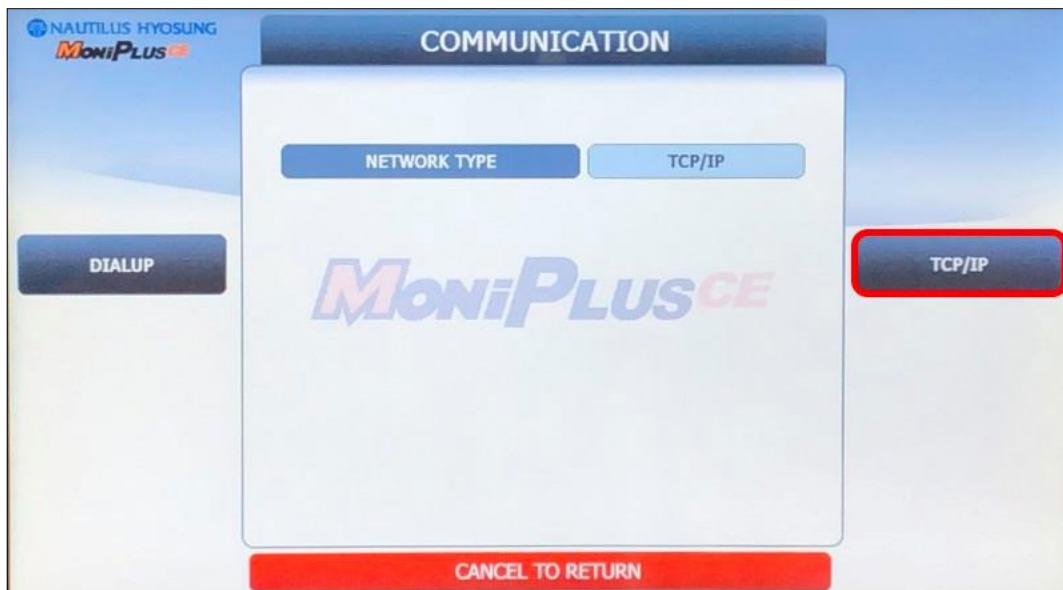 NAUTILUS HYOSUNG
MONiPLUS CE
COMMUNICATION
NETWORK TYPE
TCP/IP
DIALUP
TCP/IP
MONiPLUS CE
CANCEL TO RETURN